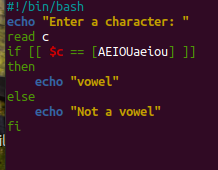 #!/bin/bash
echo "Enter a character: "
read c
if [[ $c == [AEIOUaeiou] ]]
then
    echo "vowel"
else
    echo "Not a vowel"
fi